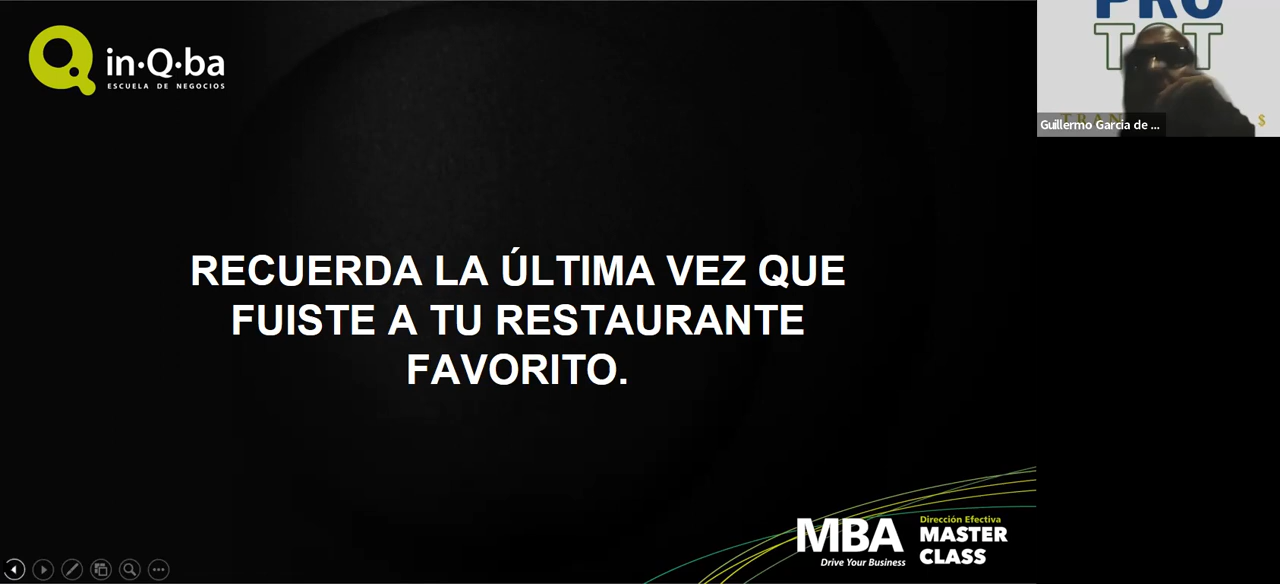 in·Q·ba
ESCUELA DE NEGOCIOS
PRO
T T
TRAN $
Guillermo Garcia de ...
RECUERDA LA ÚLTIMA VEZ QUE
FUISTE A TU RESTAURANTE
FAVORITO.
MBA
Drive Your Business
Dirección Efectiva
MASTER
CLASS